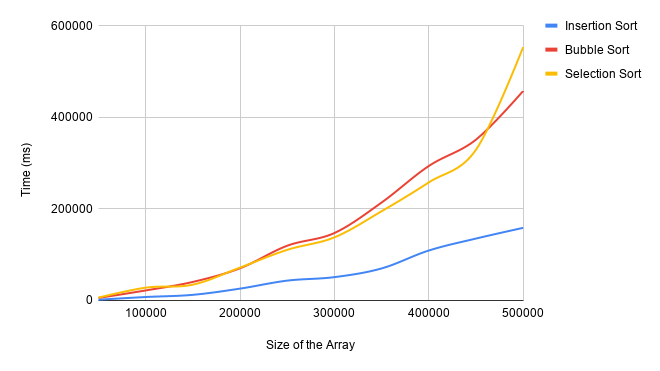 600000
400000
200000
0
Time (ms)
100000
200000
300000
400000
500000
Size of the Array
Insertion Sort
Bubble Sort
Selection Sort